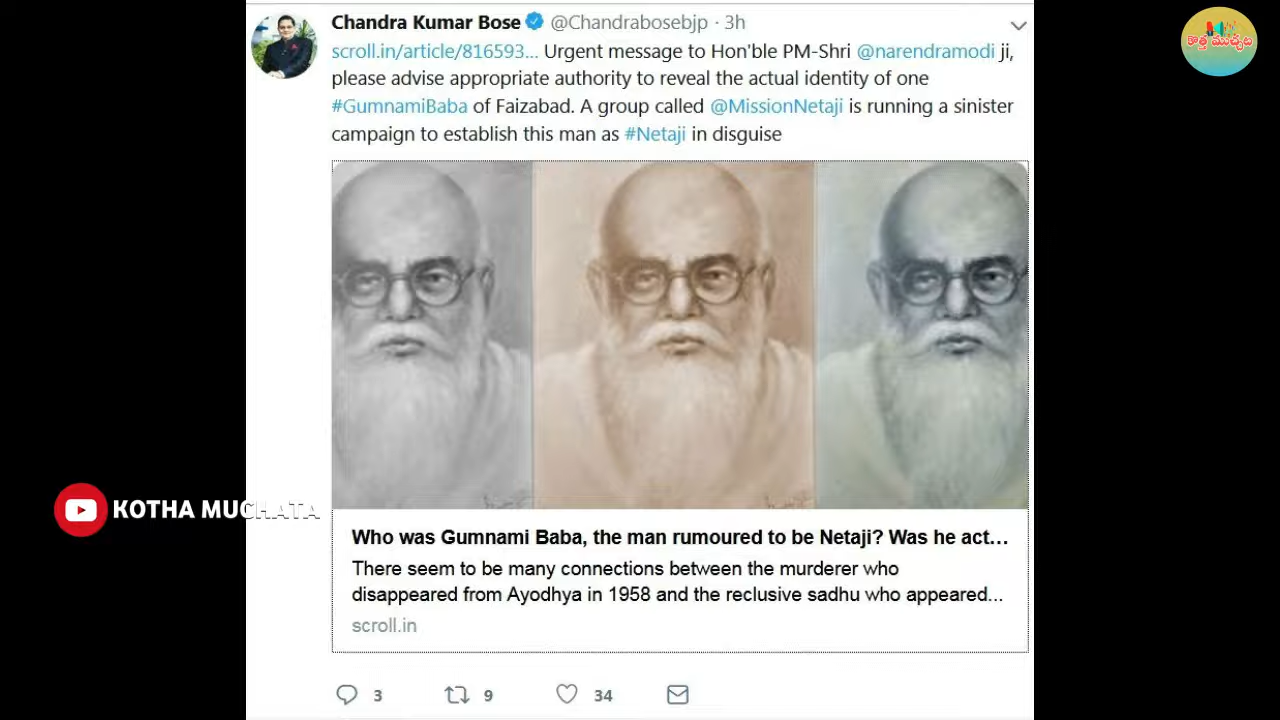 Chandra Kumar Bose @Chandrabosebjp · 3h
scroll.in/article/816593... Urgent message to Hon'ble PM-Shri @narendramodi ji,
please advise appropriate authority to reveal the actual identity of one
#GumnamiBaba of Faizabad. A group called @MissionNetaji is running a sinister
campaign to establish this man as #Netaji in disguise
కొత్త ముచ్చట
KOTHA MUCHATA
Who was Gumnami Baba, the man rumoured to be Netaji? Was he act...
There seem to be many connections between the murderer who
disappeared from Ayodhya in 1958 and the reclusive sadhu who appeared...
scroll.in
3 9 34